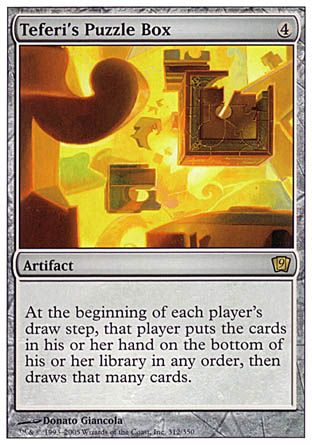 Teferi's Puzzle Box 4
Artifact 9
At the beginning of each player's
draw step, that player puts the cards
in his or her hand on the bottom of
his or her library in any order, then
draws that many cards.
Donato Giancola
™ & © 1993–2005 Wizards of the Coast, Inc. 312/350